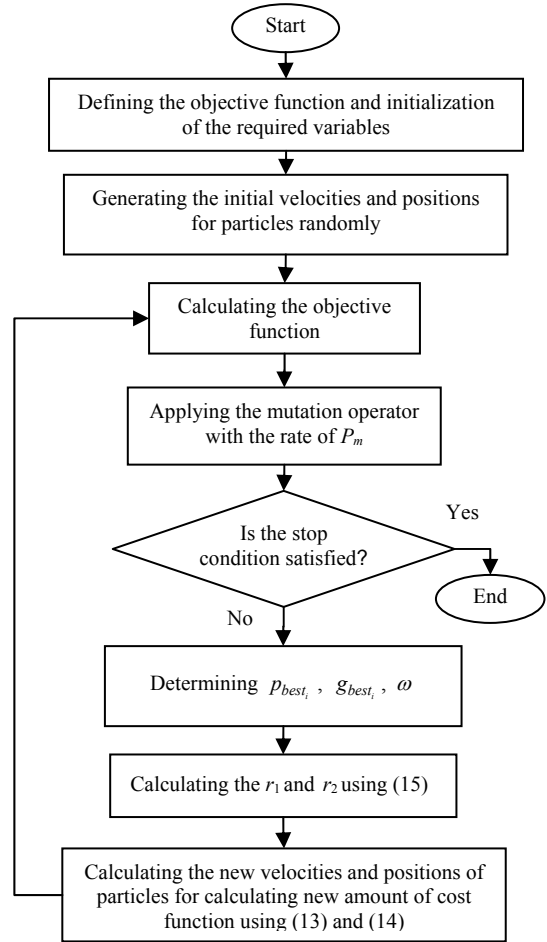 Start
Defining the objective function and initialization
of the required variables
Generating the initial velocities and positions
for particles randomly
Calculating the objective
function
Applying the mutation operator
with the rate of Pm
Is the stop
condition satisfied?
Yes
End
No
Determining p_best_i , g_best_i , ω
Calculating the r1 and r2 using (15)
Calculating the new velocities and positions of
particles for calculating new amount of cost
function using (13) and (14)